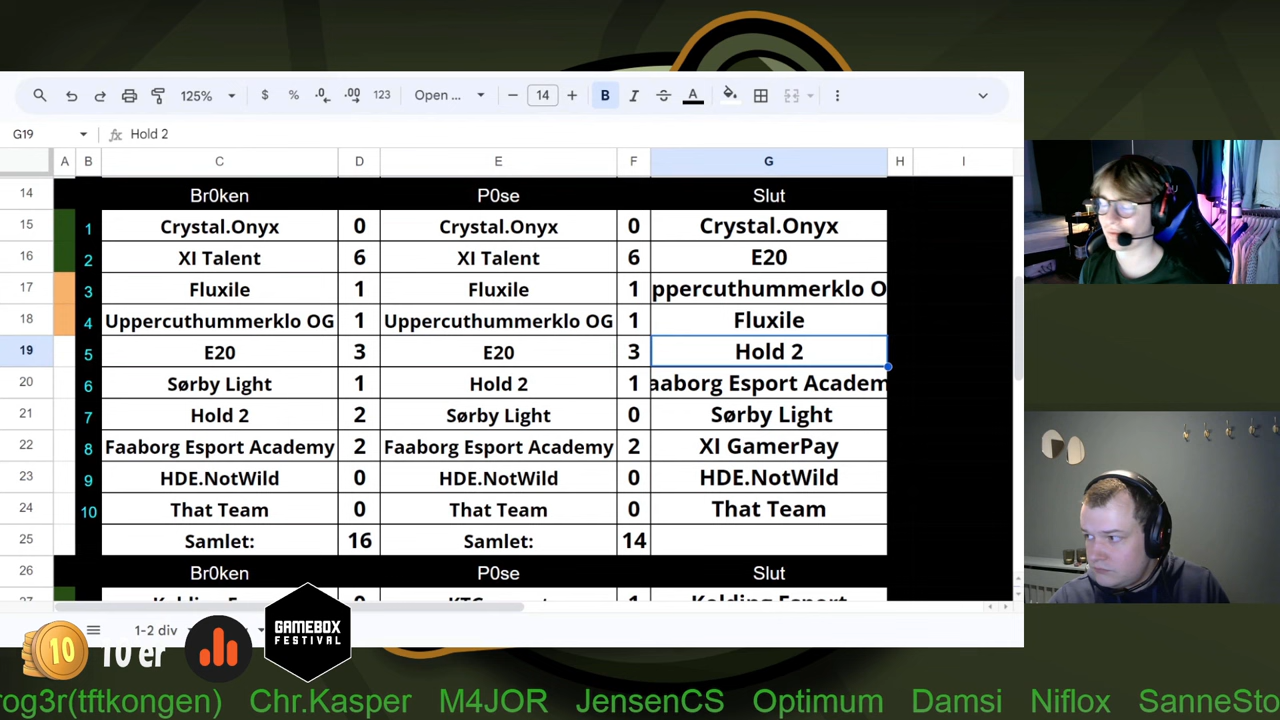 125% $ % .0 .00 123 Open ... 14 B I A
G19 fx Hold 2
A B C D E F G H I
14 Br0ken P0se Slut
15 1 Crystal.Onyx 0 Crystal.Onyx 0 Crystal.Onyx
16 2 XI Talent 6 XI Talent 6 E20
17 3 Fluxile 1 Fluxile 1 ppercuthummerklo O
18 4 Uppercuthummerklo OG 1 Uppercuthummerklo OG 1 Fluxile
19 5 E20 3 E20 3 Hold 2
20 6 Sørby Light 1 Hold 2 1 aaborg Esport Academ
21 7 Hold 2 2 Sørby Light 0 Sørby Light
22 8 Faaborg Esport Academy 2 Faaborg Esport Academy 2 XI GamerPay
23 9 HDE.NotWild 0 HDE.NotWild 0 HDE.NotWild
24 10 That Team 0 That Team 0 That Team
25 Samlet: 16 Samlet: 14
26 Br0ken P0se Slut
1-2 div
10 10 er
GAMEBOX
FESTIVAL
rog3r(tftkongen) Chr.Kasper M4JOR JensenCS Optimum Damsi Niflox SanneSto